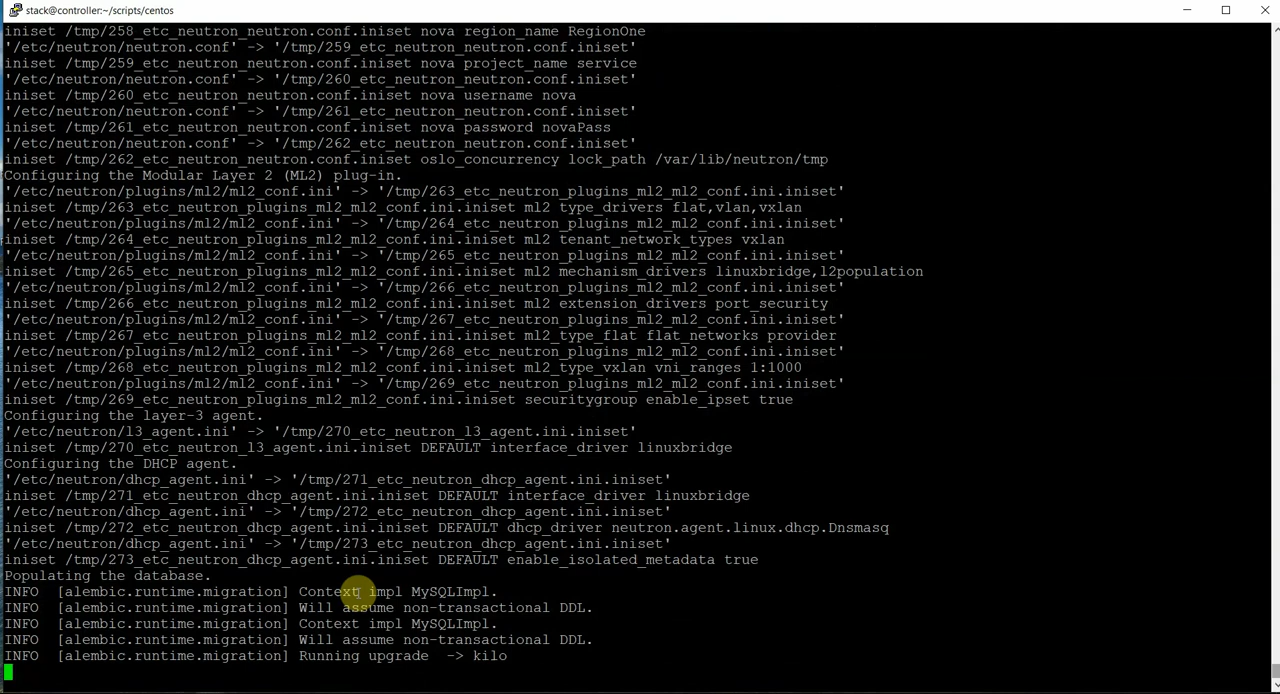 stack@controller:~/scripts/centos
iniset /tmp/258_etc_neutron_neutron.conf.iniset nova region_name RegionOne
'/etc/neutron/neutron.conf' -> '/tmp/259_etc_neutron_neutron.conf.iniset'
iniset /tmp/259_etc_neutron_neutron.conf.iniset nova project_name service
'/etc/neutron/neutron.conf' -> '/tmp/260_etc_neutron_neutron.conf.iniset'
iniset /tmp/260_etc_neutron_neutron.conf.iniset nova username nova
'/etc/neutron/neutron.conf' -> '/tmp/261_etc_neutron_neutron.conf.iniset'
iniset /tmp/261_etc_neutron_neutron.conf.iniset nova password novaPass
'/etc/neutron/neutron.conf' -> '/tmp/262_etc_neutron_neutron.conf.iniset'
iniset /tmp/262_etc_neutron_neutron.conf.iniset oslo_concurrency lock_path /var/lib/neutron/tmp
Configuring the Modular Layer 2 (ML2) plug-in.
'/etc/neutron/plugins/ml2/ml2_conf.ini' -> '/tmp/263_etc_neutron_plugins_ml2_ml2_conf.ini.iniset'
iniset /tmp/263_etc_neutron_plugins_ml2_ml2_conf.ini.iniset ml2 type_drivers flat,vlan,vxlan
'/etc/neutron/plugins/ml2/ml2_conf.ini' -> '/tmp/264_etc_neutron_plugins_ml2_ml2_conf.ini.iniset'
iniset /tmp/264_etc_neutron_plugins_ml2_ml2_conf.ini.iniset ml2 tenant_network_types vxlan
'/etc/neutron/plugins/ml2/ml2_conf.ini' -> '/tmp/265_etc_neutron_plugins_ml2_ml2_conf.ini.iniset'
iniset /tmp/265_etc_neutron_plugins_ml2_ml2_conf.ini.iniset ml2 mechanism_drivers linuxbridge,l2population
'/etc/neutron/plugins/ml2/ml2_conf.ini' -> '/tmp/266_etc_neutron_plugins_ml2_ml2_conf.ini.iniset'
iniset /tmp/266_etc_neutron_plugins_ml2_ml2_conf.ini.iniset ml2 extension_drivers port_security
'/etc/neutron/plugins/ml2/ml2_conf.ini' -> '/tmp/267_etc_neutron_plugins_ml2_ml2_conf.ini.iniset'
iniset /tmp/267_etc_neutron_plugins_ml2_ml2_conf.ini.iniset ml2_type_flat flat_networks provider
'/etc/neutron/plugins/ml2/ml2_conf.ini' -> '/tmp/268_etc_neutron_plugins_ml2_ml2_conf.ini.iniset'
iniset /tmp/268_etc_neutron_plugins_ml2_ml2_conf.ini.iniset ml2_type_vxlan vni_ranges 1:1000
'/etc/neutron/plugins/ml2/ml2_conf.ini' -> '/tmp/269_etc_neutron_plugins_ml2_ml2_conf.ini.iniset'
iniset /tmp/269_etc_neutron_plugins_ml2_ml2_conf.ini.iniset securitygroup enable_ipset true
Configuring the layer-3 agent.
'/etc/neutron/l3_agent.ini' -> '/tmp/270_etc_neutron_l3_agent.ini.iniset'
iniset /tmp/270_etc_neutron_l3_agent.ini.iniset DEFAULT interface_driver linuxbridge
Configuring the DHCP agent.
'/etc/neutron/dhcp_agent.ini' -> '/tmp/271_etc_neutron_dhcp_agent.ini.iniset'
iniset /tmp/271_etc_neutron_dhcp_agent.ini.iniset DEFAULT interface_driver linuxbridge
'/etc/neutron/dhcp_agent.ini' -> '/tmp/272_etc_neutron_dhcp_agent.ini.iniset'
iniset /tmp/272_etc_neutron_dhcp_agent.ini.iniset DEFAULT dhcp_driver neutron.agent.linux.dhcp.Dnsmasq
'/etc/neutron/dhcp_agent.ini' -> '/tmp/273_etc_neutron_dhcp_agent.ini.iniset'
iniset /tmp/273_etc_neutron_dhcp_agent.ini.iniset DEFAULT enable_isolated_metadata true
Populating the database.
INFO  [alembic.runtime.migration] Context impl MySQLImpl.
INFO  [alembic.runtime.migration] Will assume non-transactional DDL.
INFO  [alembic.runtime.migration] Context impl MySQLImpl.
INFO  [alembic.runtime.migration] Will assume non-transactional DDL.
INFO  [alembic.runtime.migration] Running upgrade  -> kilo